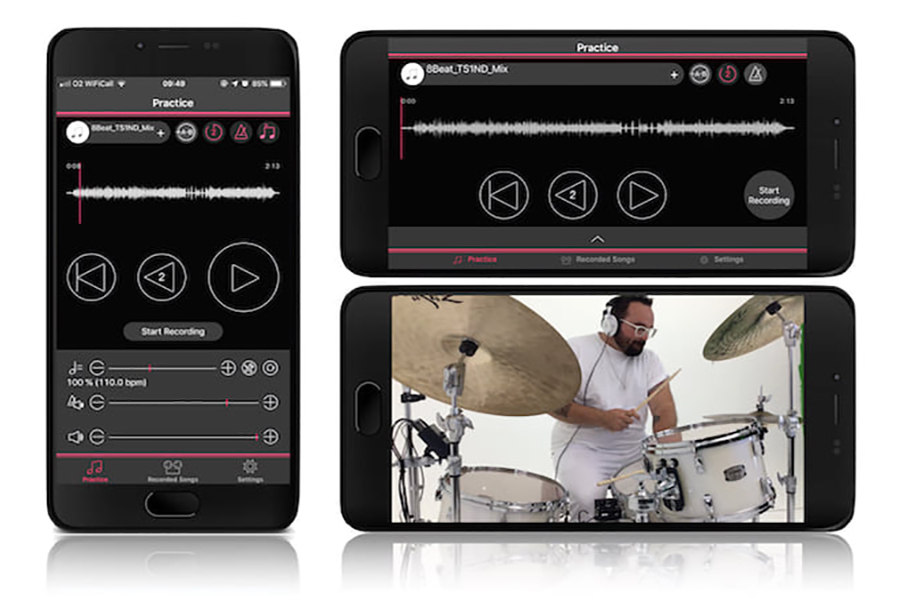 O2 WiFiCall
09:49
85%
Practice
8Beat_TS1ND_Mix +
A-B
0:08
2:13
2
Start Recording
100 % (110.0 bpm)
Practice
Recorded Songs
Settings
Practice
8Beat_TS1ND_Mix +
A-B
0:00
2:13
2
Start
Recording
Practice
Recorded Songs
Settings